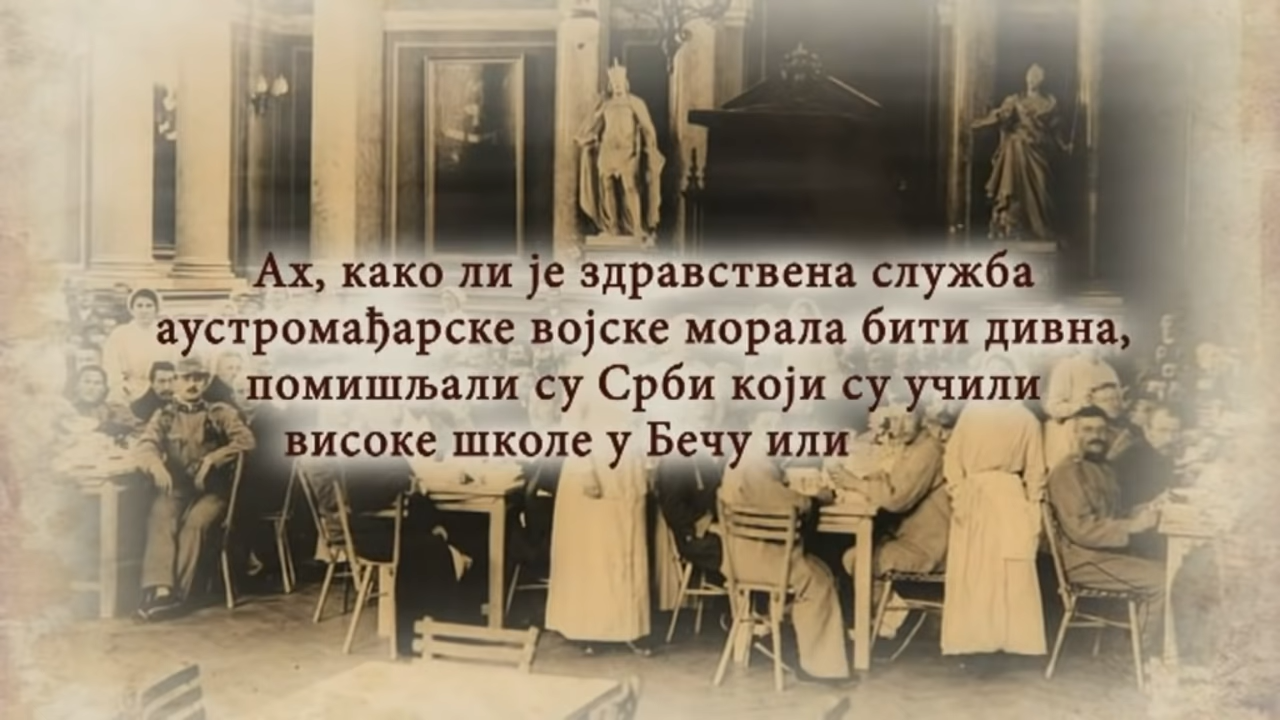 Ах, како ли је здравствена служба
аустромађарске војске морала бити дивна,
помишљали су Срби који су учили
високе школе у Бечу или